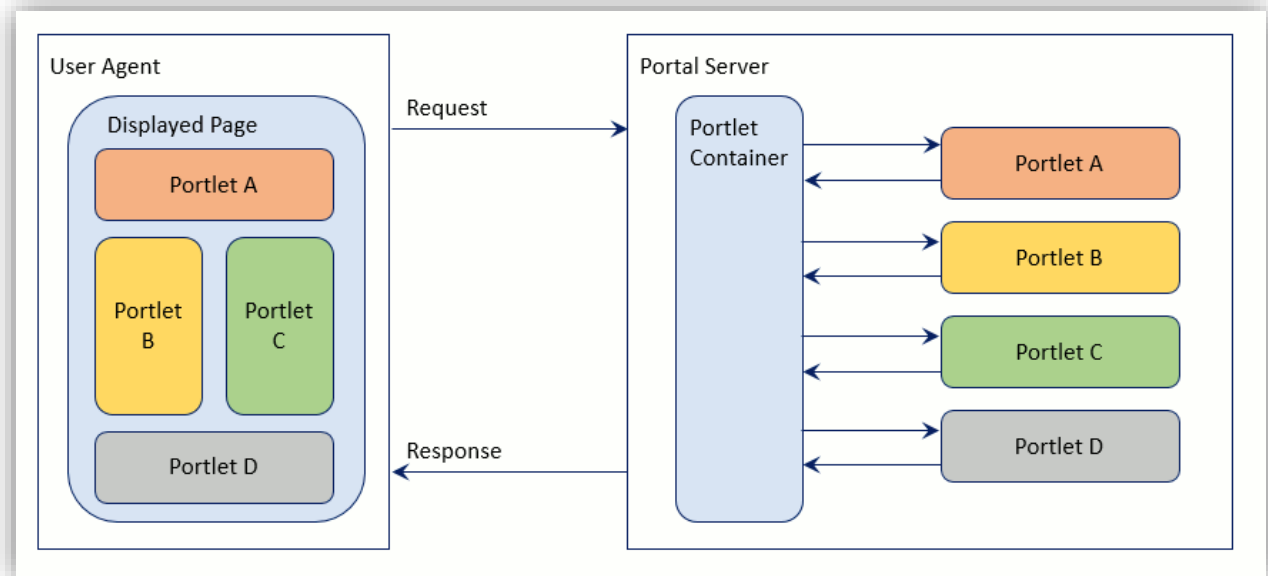 User Agent
Displayed Page
Portlet A
Portlet
B
Portlet
C
Portlet D
Request
Response
Portal Server
Portlet
Container
Portlet A
Portlet B
Portlet C
Portlet D